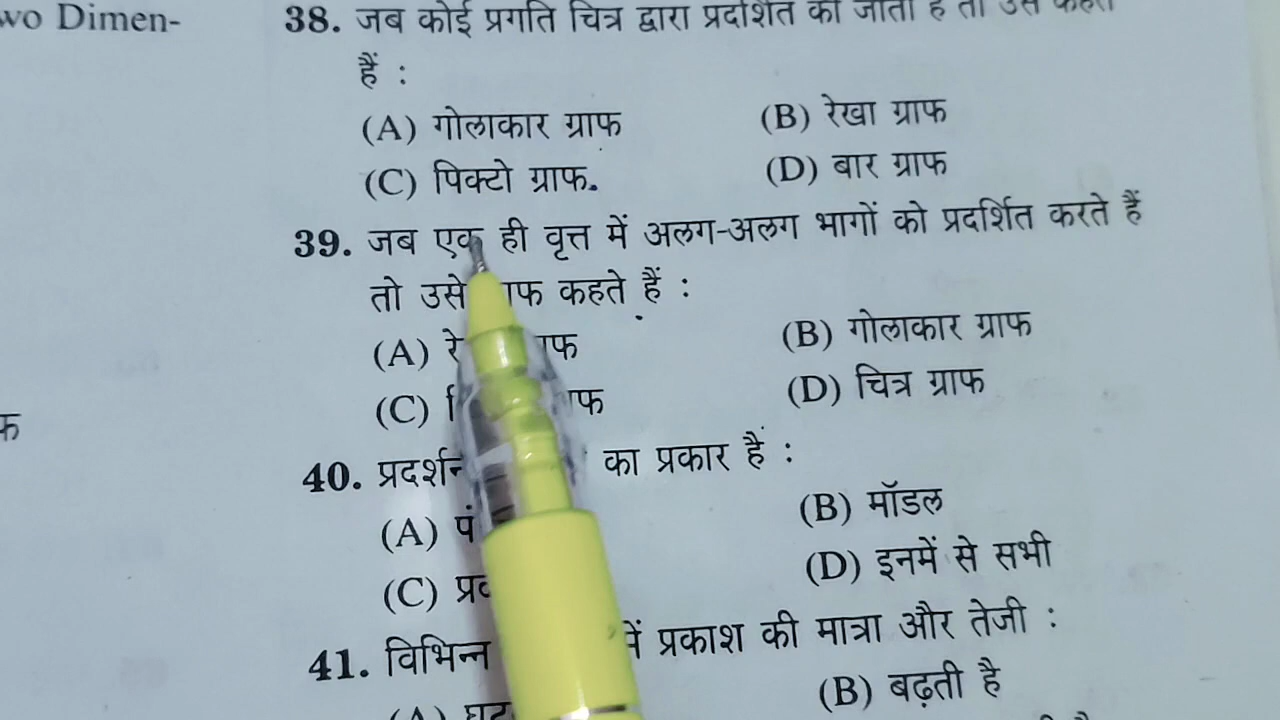 wo Dimen-
38. जब कोई प्रगति चित्र द्वारा प्रदर्शित की जाती है तो उसे कहते
हैं :
(A) गोलाकार ग्राफ (B) रेखा ग्राफ
(C) पिक्टो ग्राफ. (D) बार ग्राफ
39. जब एक ही वृत्त में अलग-अलग भागों को प्रदर्शित करते हैं
तो उसे कहते हैं :
(A) (B) गोलाकार ग्राफ
(C) (D) चित्र ग्राफ
फ
40. का प्रकार है :
(A) (B) मॉडल
(C) (D) इनमें से सभी
41. विभिन्न में प्रकाश की मात्रा और तेजी :
(A) (B) बढ़ती है